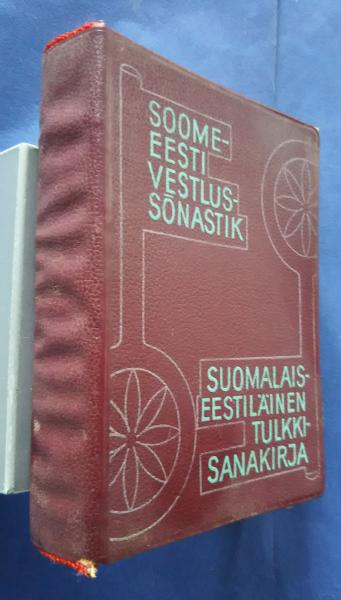 SOOME-
EESTI
VESTLUS-
SÕNASTIK
SUOMALAIS-
EESTILÄINEN
TULKKI-
SANAKIRJA